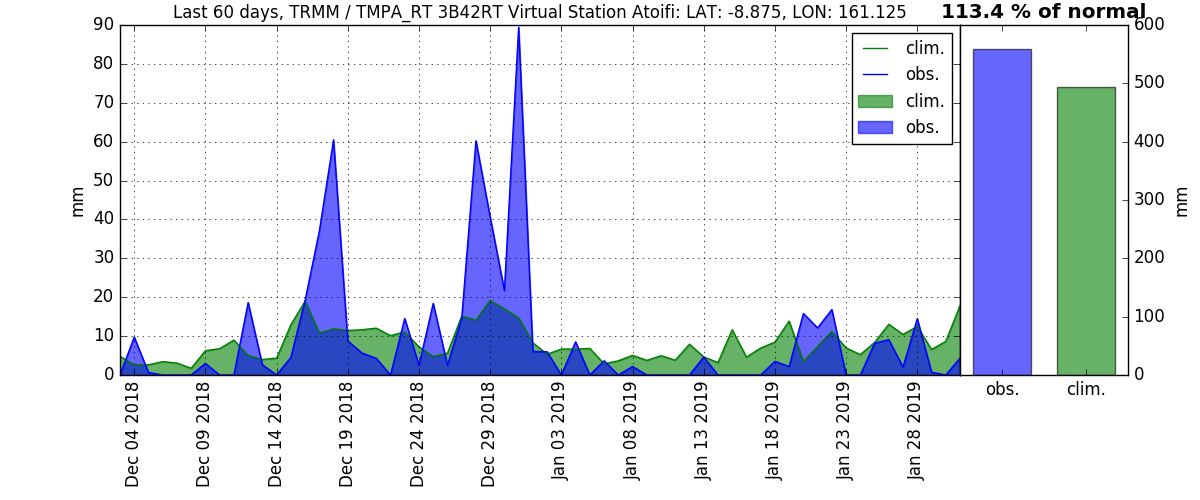 Last 60 days, TRMM / TMPA_RT 3B42RT Virtual Station Atoifi: LAT: -8.875, LON: 161.125
113.4 % of normal
90
80
70
60
50
40
30
20
10
0
mm
clim.
obs.
clim.
obs.
Dec 04 2018
Dec 09 2018
Dec 14 2018
Dec 19 2018
Dec 24 2018
Dec 29 2018
Jan 03 2019
Jan 08 2019
Jan 13 2019
Jan 18 2019
Jan 23 2019
Jan 28 2019
600
500
400
300
200
100
0
mm
obs.
clim.